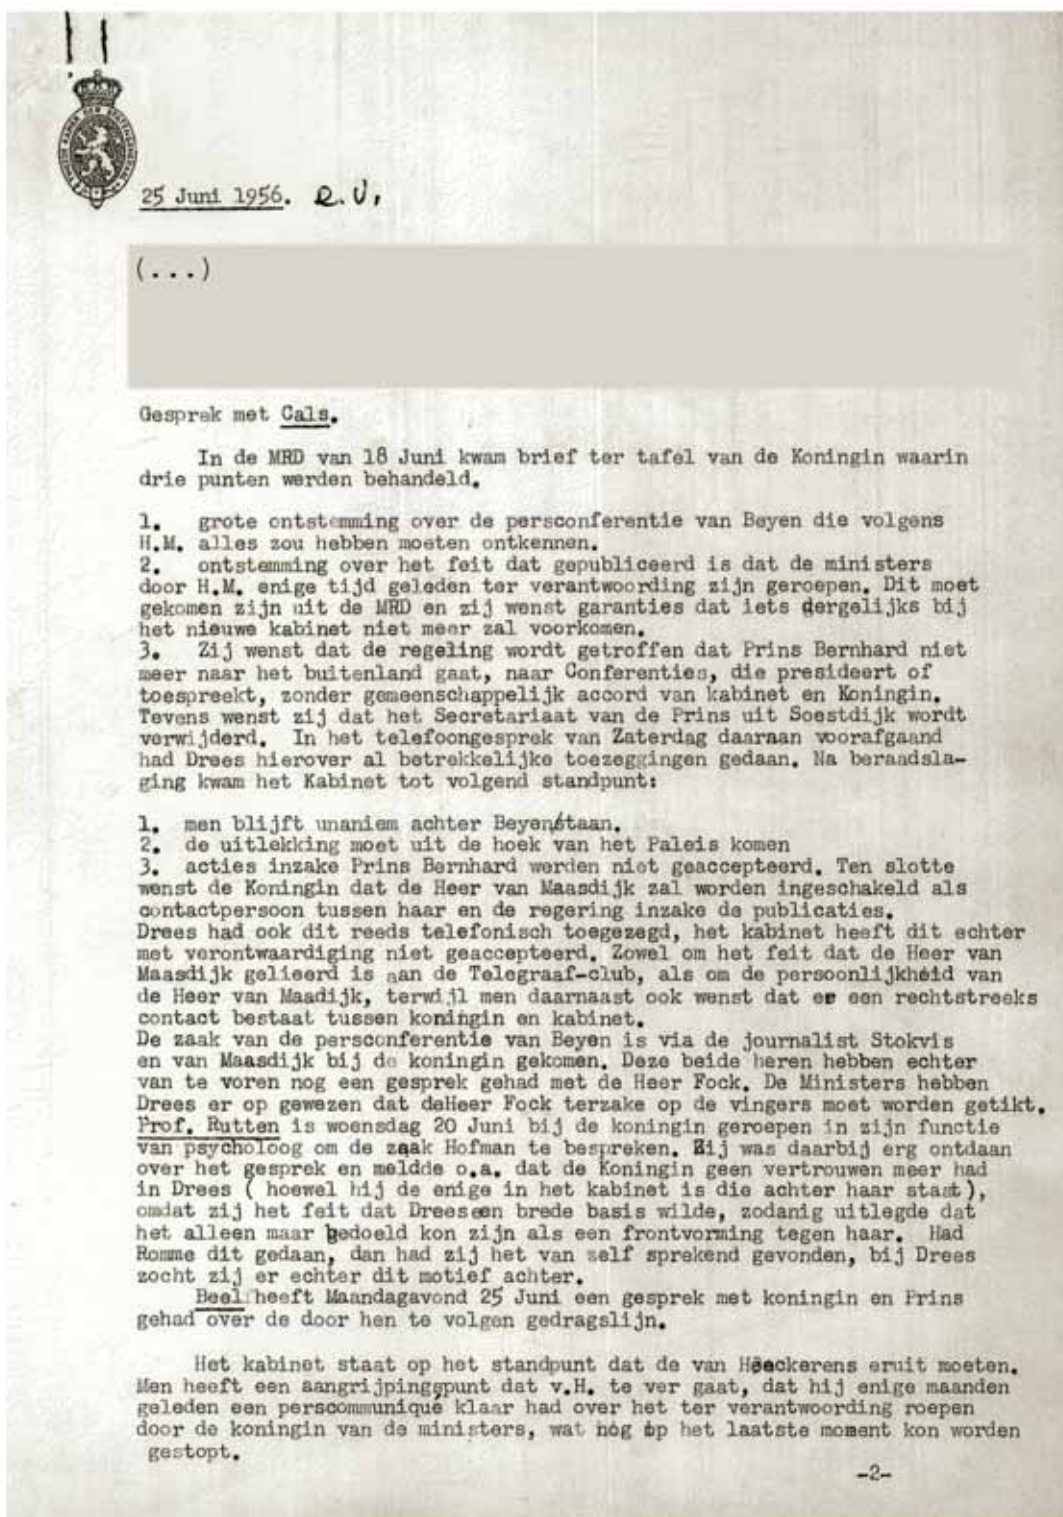 25 Juni 1956. e.v.
(...)
Gesprek met Cals.
In de MRD van 18 Juni kwam brief ter tafel van de Koningin waarin
drie punten werden behandeld.
1. grote ontstemming over de persconferentie van Beyen die volgens
H.M. alles zou hebben moeten ontkennen.
2. ontstemming over het feit dat gepubliceerd is dat de ministers
door H.M. enige tijd geleden ter verantwoording zijn geroepen. Dit moet
gekomen zijn uit de MRD en zij wenst garanties dat iets dergelijks bij
het nieuwe kabinet niet meer zal voorkomen.
3. Zij wenst dat de regeling wordt getroffen dat Prins Bernhard niet
meer naar het buitenland gaat, naar Conferenties, die presideert of
toespreekt, zonder gemeenschappelijk accord van kabinet en Koningin.
Tevens wenst zij dat het Secretariaat van de Prins uit Soestdijk wordt
verwijderd. In het telefoongesprek van Zaterdag daaraan voorafgaand
had Drees hierover al betrekkelijke toezeggingen gedaan. Na beraadsla-
ging kwam het Kabinet tot volgend standpunt:
1. men blijft unaniem achter Beyen staan.
2. de uitlekking moet uit de hoek van het Paleis komen
3. acties inzake Prins Bernhard werden niet geaccepteerd. Ten slotte
wenst de Koningin dat de Heer van Maasdijk zal worden ingeschakeld als
contactpersoon tussen haar en de regering inzake de publicaties.
Drees had ook dit reeds telefonisch toegezegd, het kabinet heeft dit echter
met verontwaardiging niet geaccepteerd. Zowel om het feit dat de Heer van
Maasdijk gelieerd is aan de Telegraaf-club, als om de persoonlijkheid van
de Heer van Maadijk, terwijl men daarnaast ook wenst dat er een rechtstreeks
contact bestaat tussen koningin en kabinet.
De zaak van de persconferentie van Beyen is via de journalist Stokvis
en van Maasdijk bij de koningin gekomen. Deze beide heren hebben echter
van te voren nog een gesprek gehad met de Heer Fock. De Ministers hebben
Drees er op gewezen dat deHeer Fock terzake op de vingers moet worden getikt.
Prof. Rutten is woensdag 20 Juni bij de koningin geroepen in zijn functie
van psycholoog om de zaak Hofman te bespreken. Hij was daarbij erg ontdaan
over het gesprek en meldde o.a. dat de Koningin geen vertrouwen meer had
in Drees ( hoewel hij de enige in het kabinet is die achter haar staat),
omdat zij het feit dat Dreeseen brede basis wilde, zodanig uitlegde dat
het alleen maar bedoeld kon zijn als een frontvorming tegen haar. Had
Romme dit gedaan, dan had zij het van zelf sprekend gevonden, bij Drees
zocht zij er echter dit motief achter.
Beel heeft Maandagavond 25 Juni een gesprek met koningin en Prins
gehad over de door hen te volgen gedragslijn.
Het kabinet staat op het standpunt dat de van Heeckerens eruit moeten.
Men heeft een aangrijpingspunt dat v.H. te ver gaat, dat hij enige maanden
geleden een perscommuniqué klaar had over het ter verantwoording roepen
door de koningin van de ministers, wat nòg op het laatste moment kon worden
gestopt.
-2-